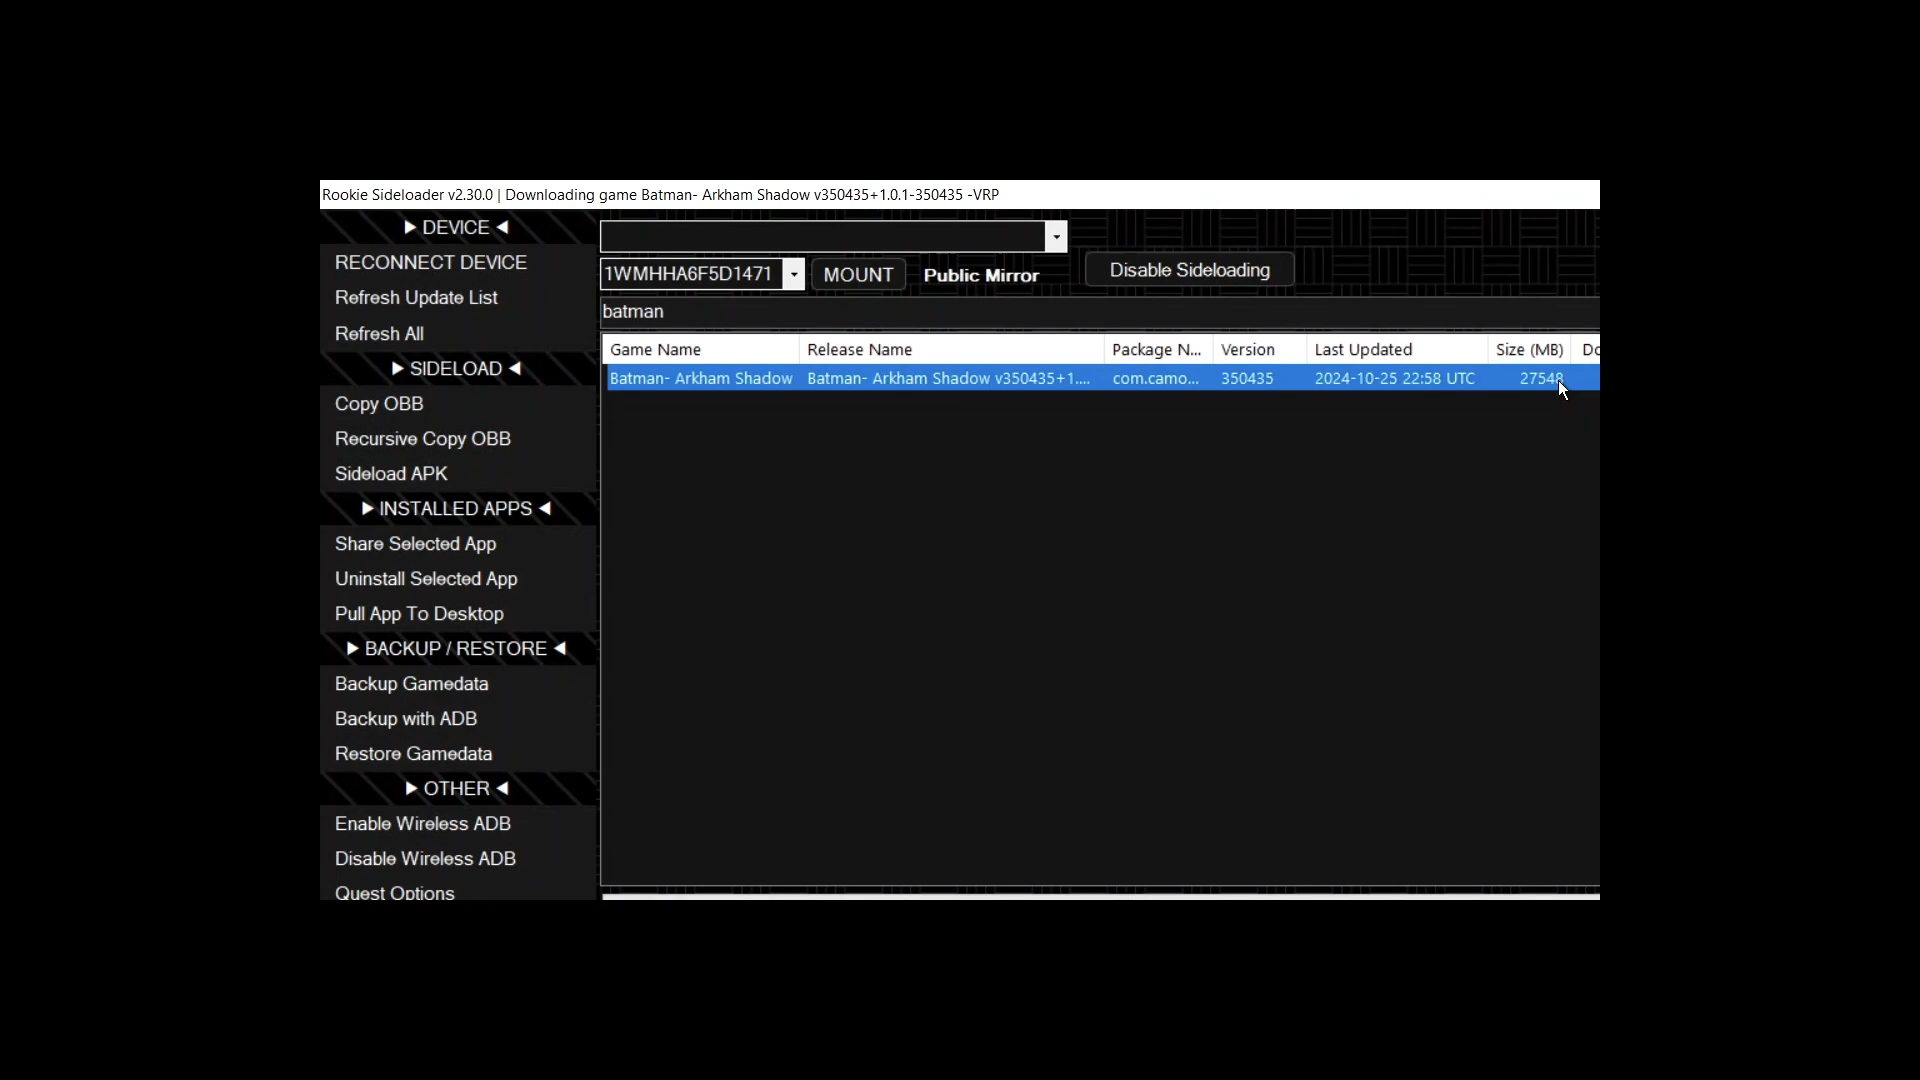 Rookie Sideloader v2.30.0 | Downloading game Batman- Arkham Shadow v350435+1.0.1-350435 -VRP
▶ DEVICE ◀
RECONNECT DEVICE
Refresh Update List
Refresh All
▶ SIDELOAD ◀
Copy OBB
Recursive Copy OBB
Sideload APK
▶ INSTALLED APPS ◀
Share Selected App
Uninstall Selected App
Pull App To Desktop
▶ BACKUP / RESTORE ◀
Backup Gamedata
Backup with ADB
Restore Gamedata
▶ OTHER ◀
Enable Wireless ADB
Disable Wireless ADB
Quest Options
1WMHHA6F5D1471 MOUNT Public Mirror Disable Sideloading
batman
Game Name Release Name Package N... Version Last Updated Size (MB) Do
Batman- Arkham Shadow Batman- Arkham Shadow v350435+1.... com.camo... 350435 2024-10-25 22:58 UTC 27548